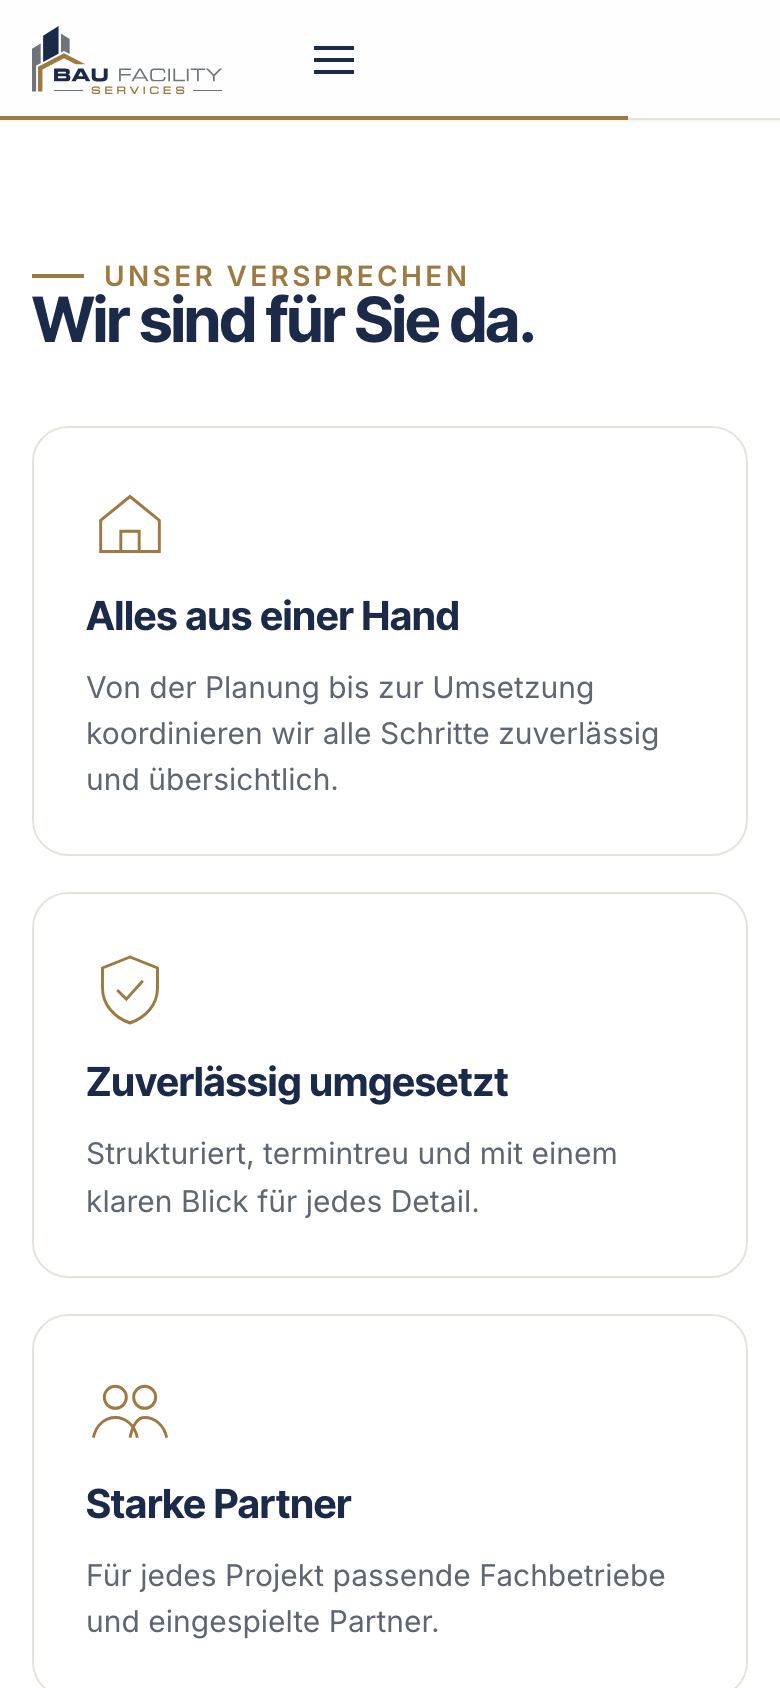 BAU FACILITY
SERVICES
UNSER VERSPRECHEN
Wir sind für Sie da.
Alles aus einer Hand
Von der Planung bis zur Umsetzung
koordinieren wir alle Schritte zuverlässig
und übersichtlich.
Zuverlässig umgesetzt
Strukturiert, termintreu und mit einem
klaren Blick für jedes Detail.
Starke Partner
Für jedes Projekt passende Fachbetriebe
und eingespielte Partner.